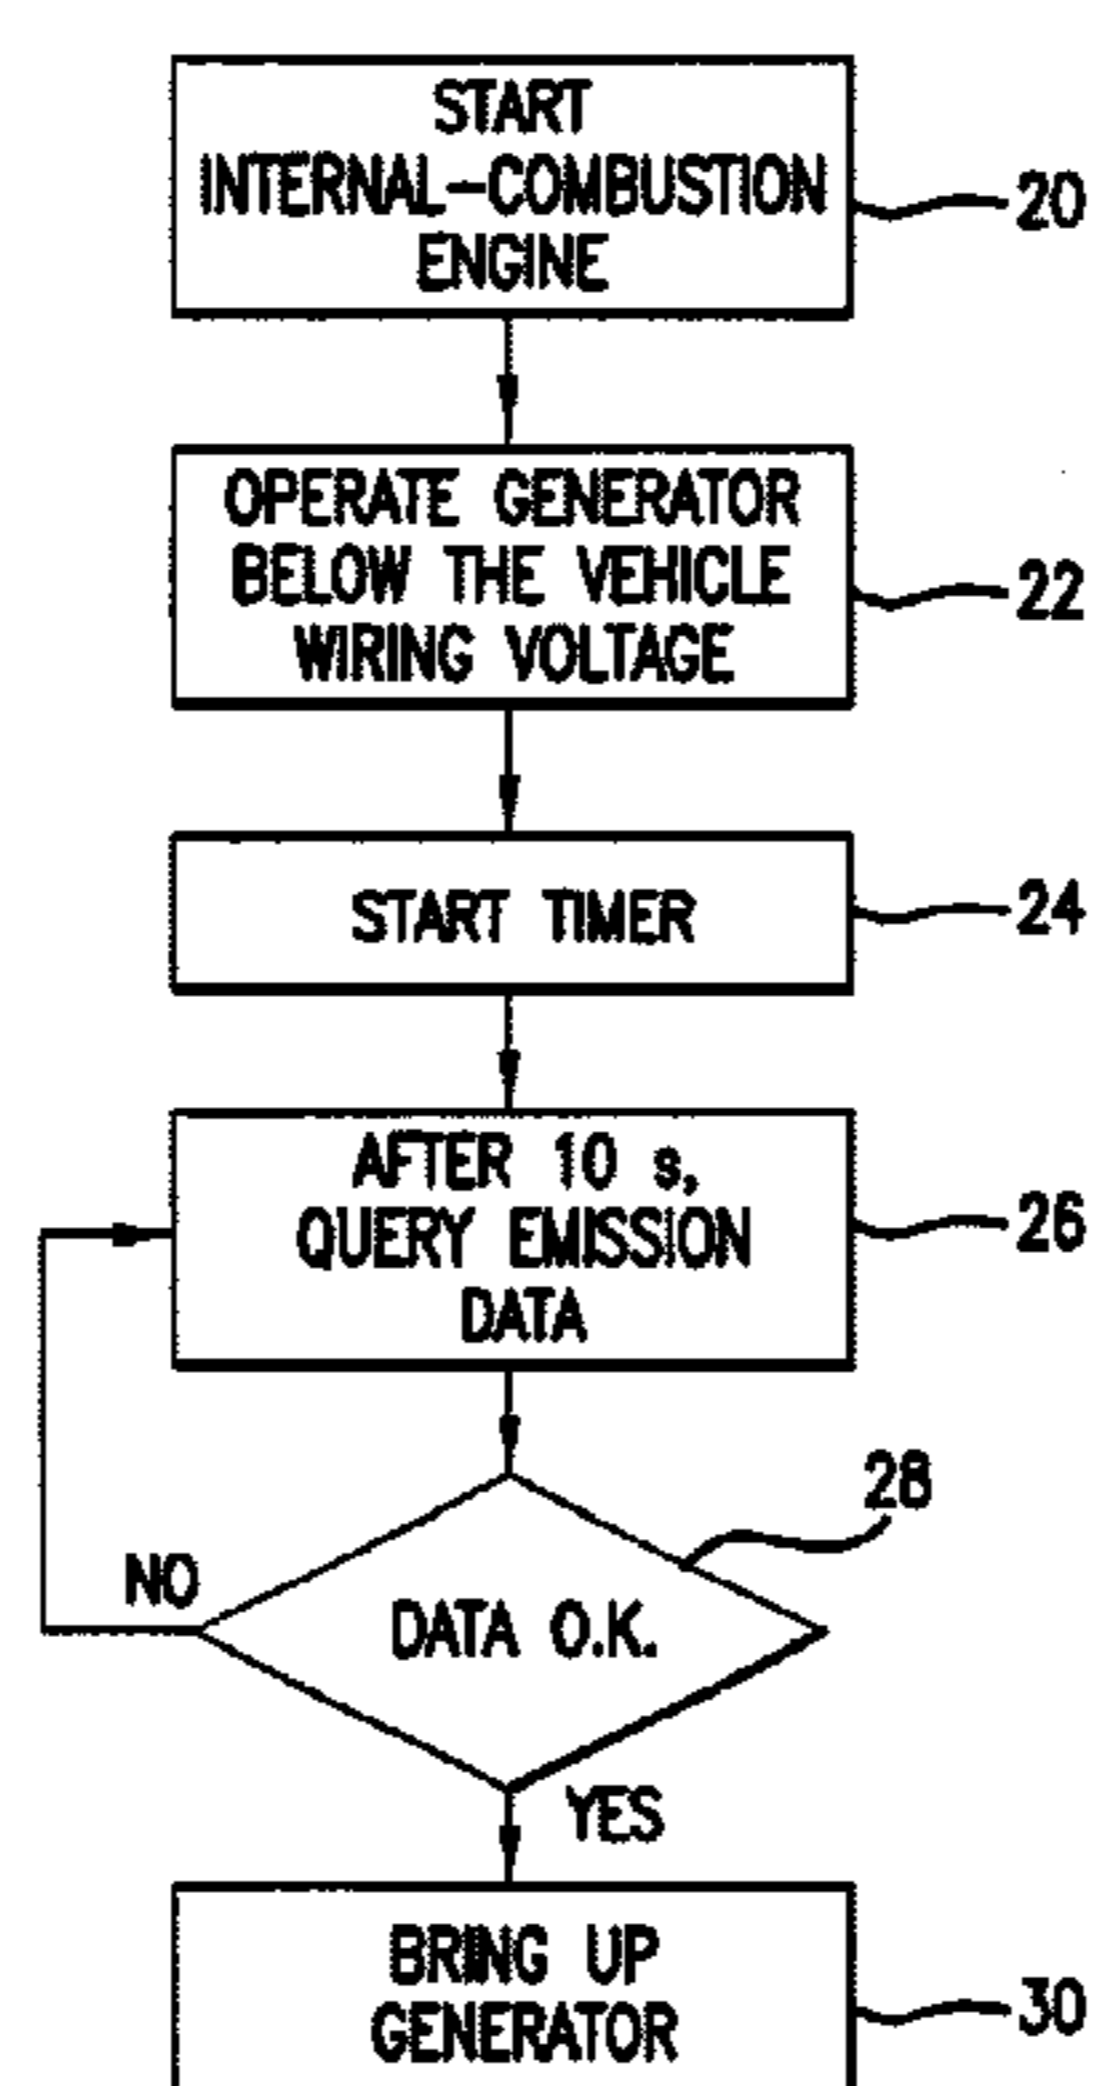 START
INTERNAL-COMBUSTION
ENGINE
20
OPERATE GENERATOR
BELOW THE VEHICLE
WIRING VOLTAGE
22
START TIMER
24
AFTER 10 s,
QUERY EMISSION
DATA
26
28
NO
DATA O.K.
YES
BRING UP
GENERATOR
30